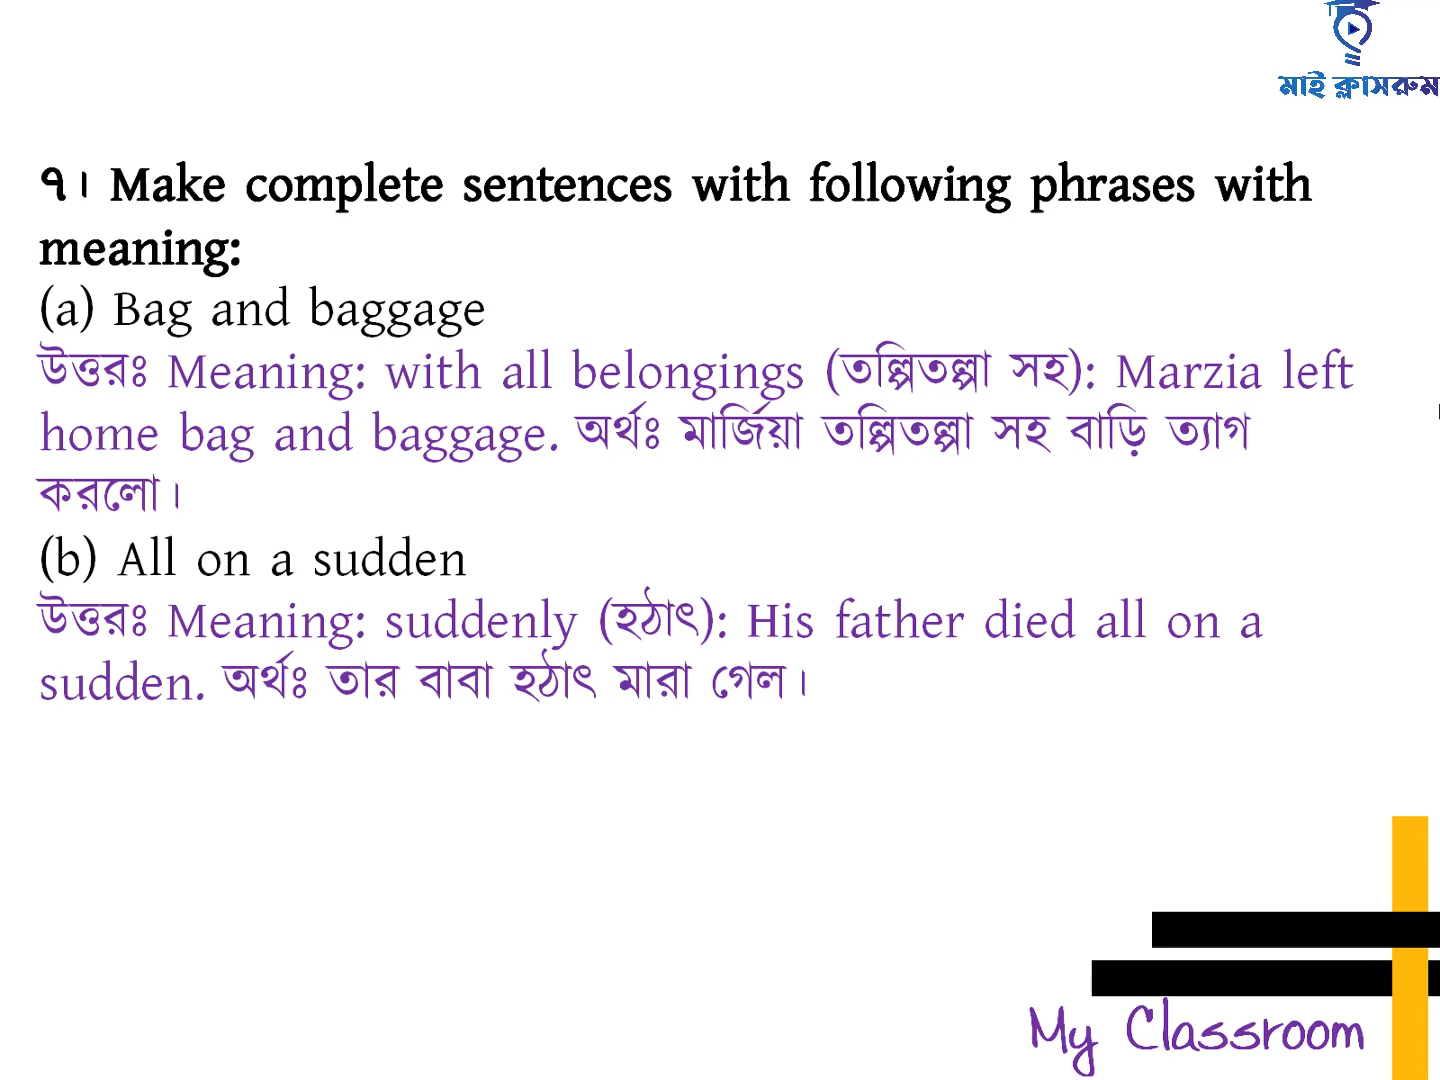 মাই ক্লাসরুম
৭। Make complete sentences with following phrases with
meaning:
(a) Bag and baggage
উত্তরঃ Meaning: with all belongings (তল্পিতল্পা সহ): Marzia left
home bag and baggage. অর্থঃ মার্জিয়া তল্পিতল্পা সহ বাড়ি ত্যাগ
করলো।
(b) All on a sudden
উত্তরঃ Meaning: suddenly (হঠাৎ): His father died all on a
sudden. অর্থঃ তার বাবা হঠাৎ মারা গেল।
My Classroom